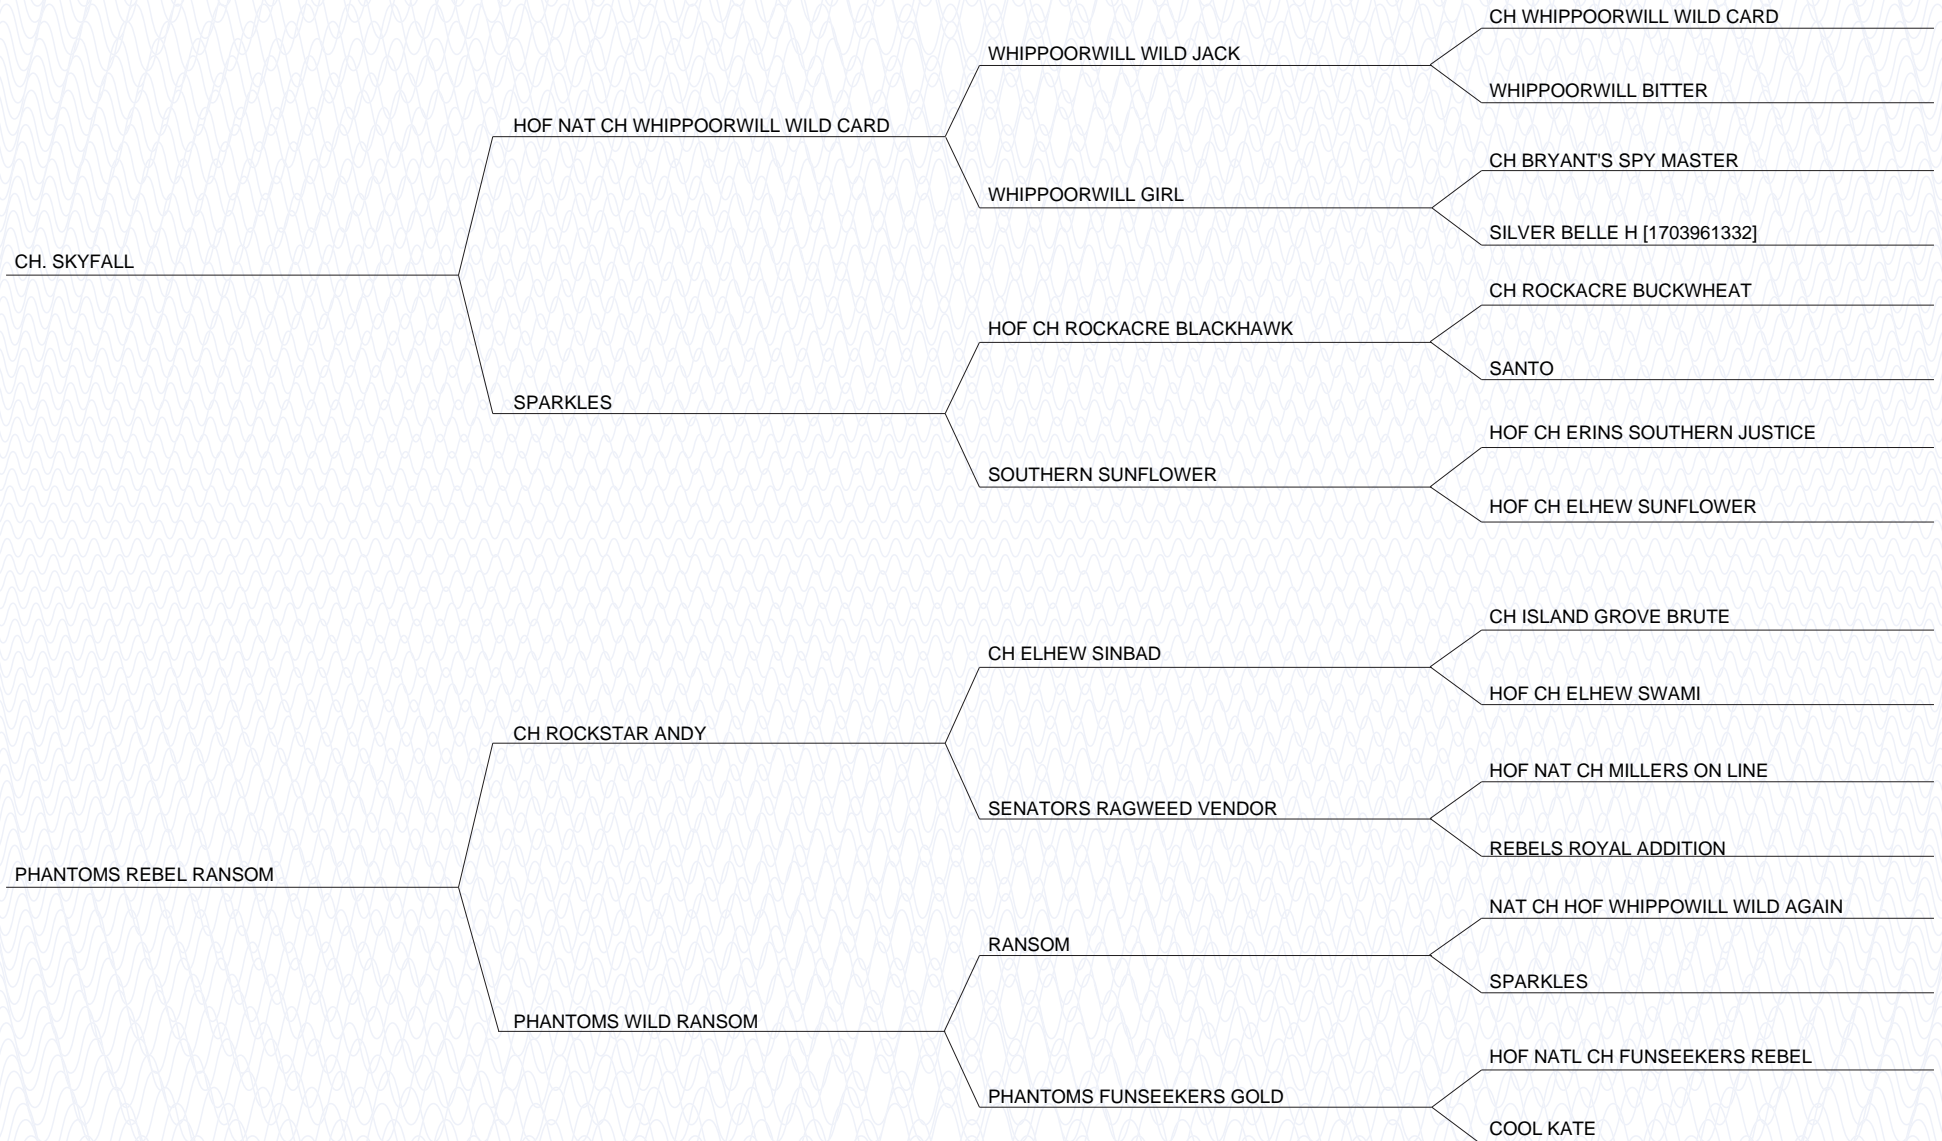 CH WHIPPOORWILL WILD CARD
WHIPPOORWILL WILD JACK
WHIPPOORWILL BITTER
HOF NAT CH WHIPPOORWILL WILD CARD
CH BRYANT'S SPY MASTER
WHIPPOORWILL GIRL
SILVER BELLE H [1703961332]
CH. SKYFALL
CH ROCKACRE BUCKWHEAT
HOF CH ROCKACRE BLACKHAWK
SANTO
SPARKLES
HOF CH ERINS SOUTHERN JUSTICE
SOUTHERN SUNFLOWER
HOF CH ELHEW SUNFLOWER
CH ISLAND GROVE BRUTE
CH ELHEW SINBAD
HOF CH ELHEW SWAMI
CH ROCKSTAR ANDY
HOF NAT CH MILLERS ON LINE
SENATORS RAGWEED VENDOR
REBELS ROYAL ADDITION
PHANTOMS REBEL RANSOM
NAT CH HOF WHIPPOWILL WILD AGAIN
RANSOM
SPARKLES
PHANTOMS WILD RANSOM
HOF NATL CH FUNSEEKERS REBEL
PHANTOMS FUNSEEKERS GOLD
COOL KATE